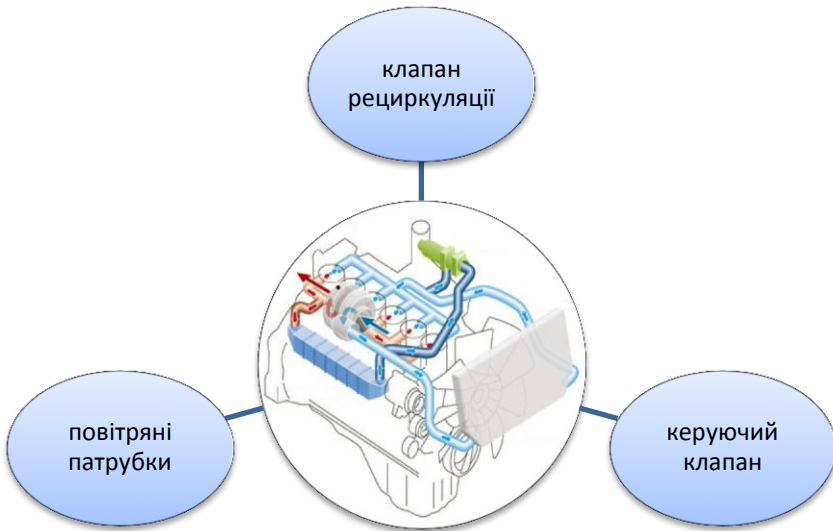 клапан
рециркуляції
повітряні
патрубки
керуючий
клапан